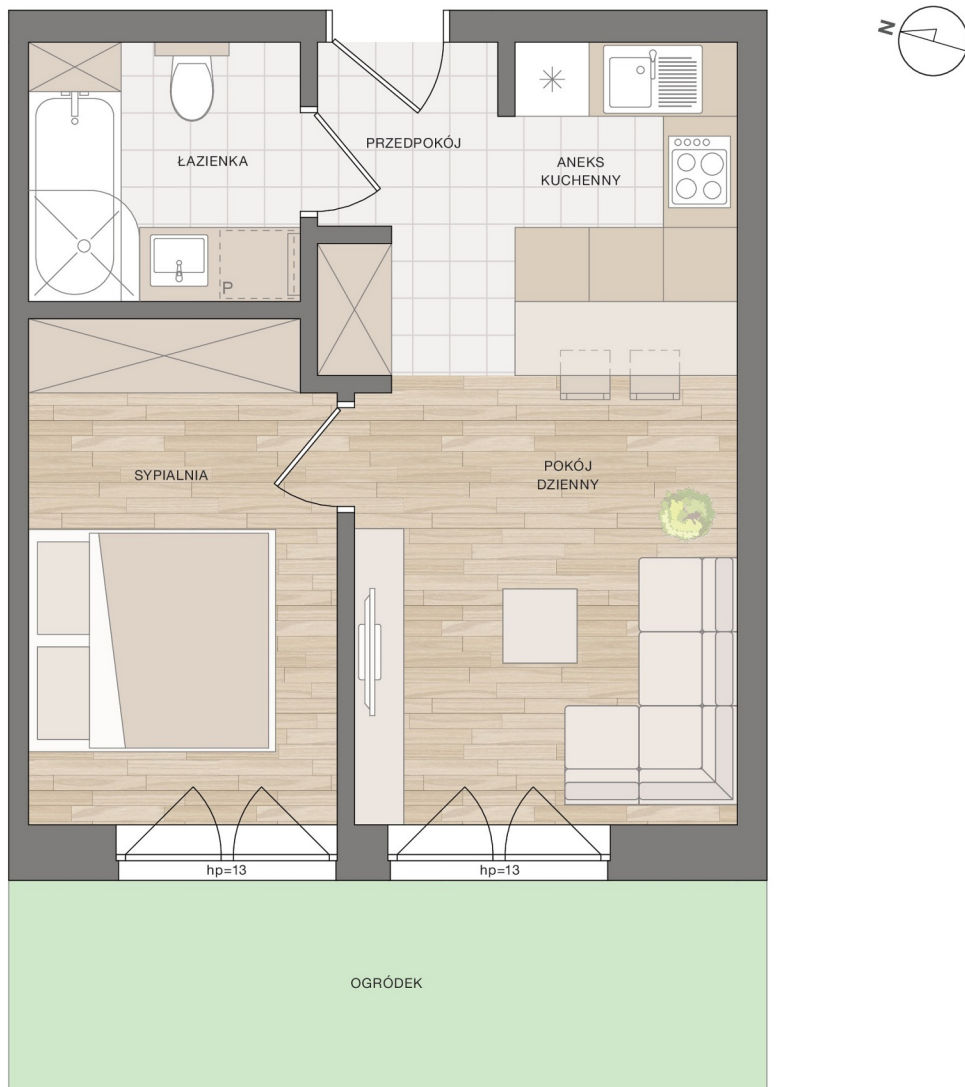 N
PRZEDPOKÓJ
ŁAZIENKA
ANEKS
KUCHENNY
P
SYPIALNIA
POKÓJ
DZIENNY
hp=13
hp=13
OGRÓDEK